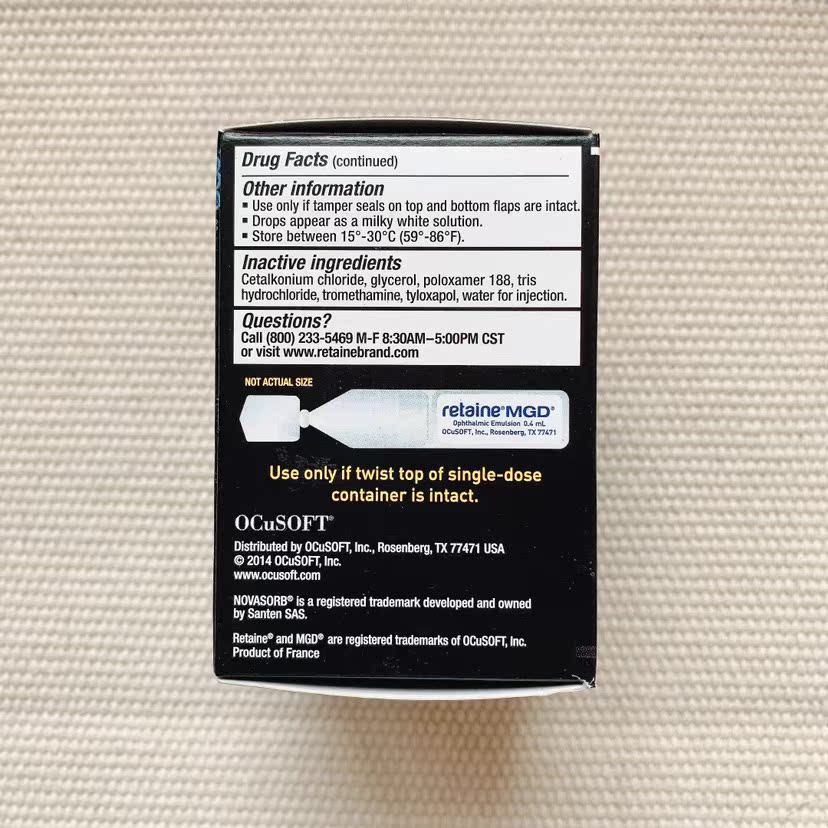 Drug Facts (continued)
Other information
▪ Use only if tamper seals on top and bottom flaps are intact.
▪ Drops appear as a milky white solution.
▪ Store between 15°-30°C (59°-86°F).
Inactive ingredients
Cetalkonium chloride, glycerol, poloxamer 188, tris
hydrochloride, tromethamine, tyloxapol, water for injection.
Questions?
Call (800) 233-5469 M-F 8:30AM–5:00PM CST
or visit www.retainebrand.com
NOT ACTUAL SIZE
retaine® MGD®
Ophthalmic Emulsion 0.4 mL
OCuSOFT, Inc., Rosenberg, TX 77471
Use only if twist top of single-dose
container is intact.
OCuSOFT®
Distributed by OCuSOFT, Inc., Rosenberg, TX 77471 USA
© 2014 OCuSOFT, Inc.
www.ocusoft.com
NOVASORB® is a registered trademark developed and owned
by Santen SAS.
Retaine® and MGD® are registered trademarks of OCuSOFT, Inc.
Product of France